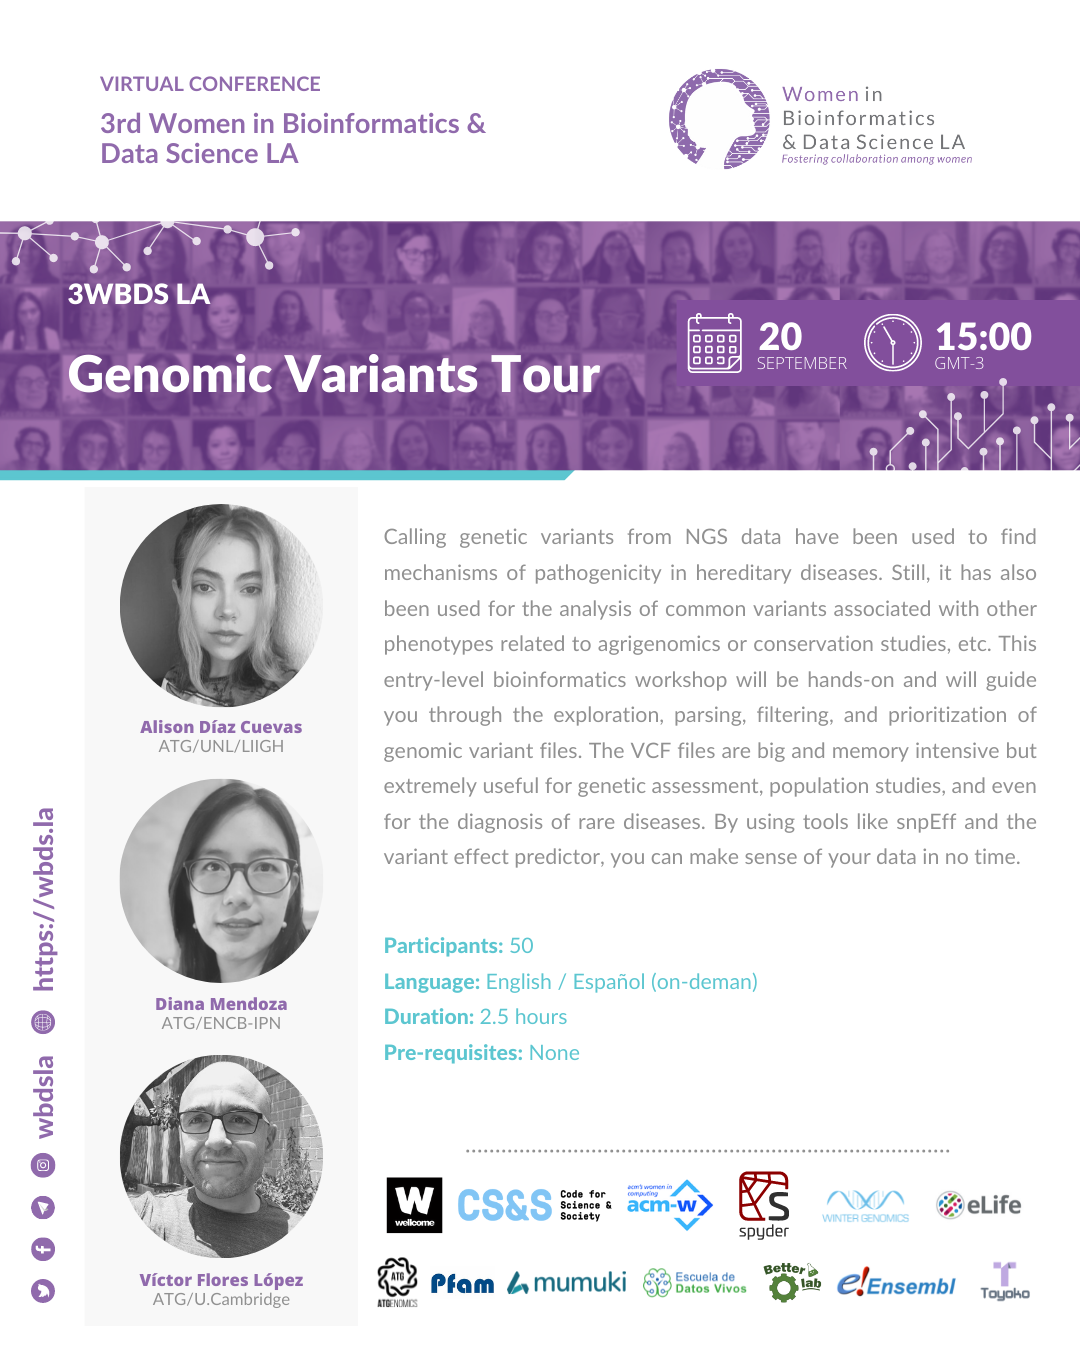 VIRTUAL CONFERENCE
3rd Women in Bioinformatics &
Data Science LA
Women in
Bioinformatics
& Data Science LA
Fostering collaboration among women
3WBDS LA
Genomic Variants Tour
20
SEPTEMBER
15:00
GMT-3
Alison Díaz Cuevas
ATG/UNL/LIIGH
Diana Mendoza
ATG/ENCB-IPN
Víctor Flores López
ATG/U.Cambridge
https://wbds.la
wbdsla
Calling genetic variants from NGS data have been used to find
mechanisms of pathogenicity in hereditary diseases. Still, it has also
been used for the analysis of common variants associated with other
phenotypes related to agrigenomics or conservation studies, etc. This
entry-level bioinformatics workshop will be hands-on and will guide
you through the exploration, parsing, filtering, and prioritization of
genomic variant files. The VCF files are big and memory intensive but
extremely useful for genetic assessment, population studies, and even
for the diagnosis of rare diseases. By using tools like snpEff and the
variant effect predictor, you can make sense of your data in no time.
Participants: 50
Language: English / Español (on-deman)
Duration: 2.5 hours
Pre-requisites: None
W
wellcome
CS&S
Code for
Science &
Society
acm's women in
computing
acm-w
S
spyder
WINTER GENOMICS
eLife
ATG
ATGENOMICS
Pfam
mumuki
Escuela de
Datos Vivos
Better
lab
e!Ensembl
T
Toyoko